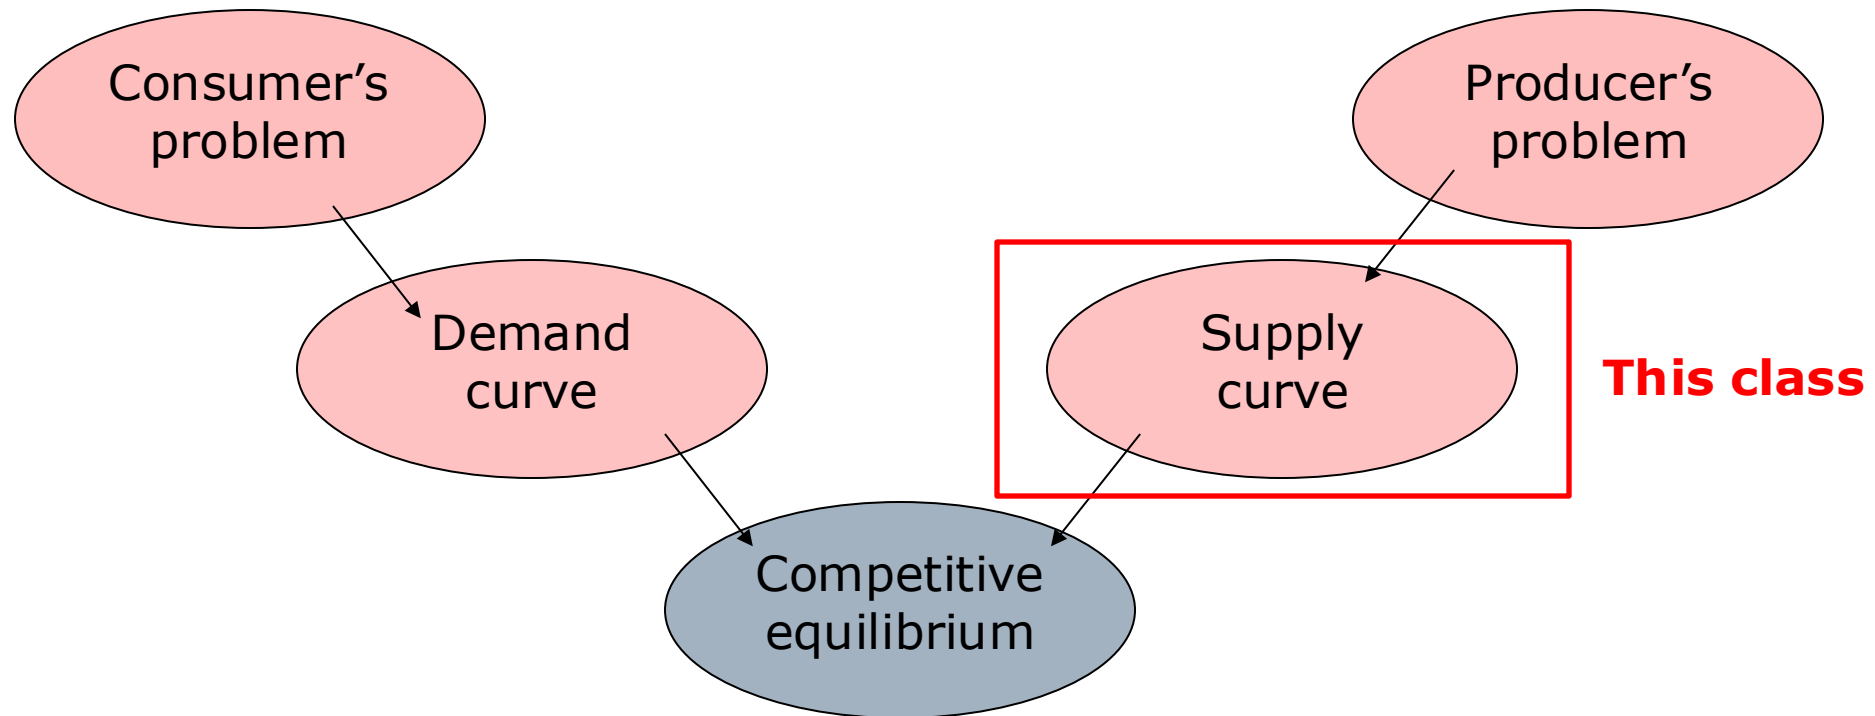 Consumer’s
problem
Producer’s
problem
Demand
curve
Supply
curve
This class
Competitive
equilibrium